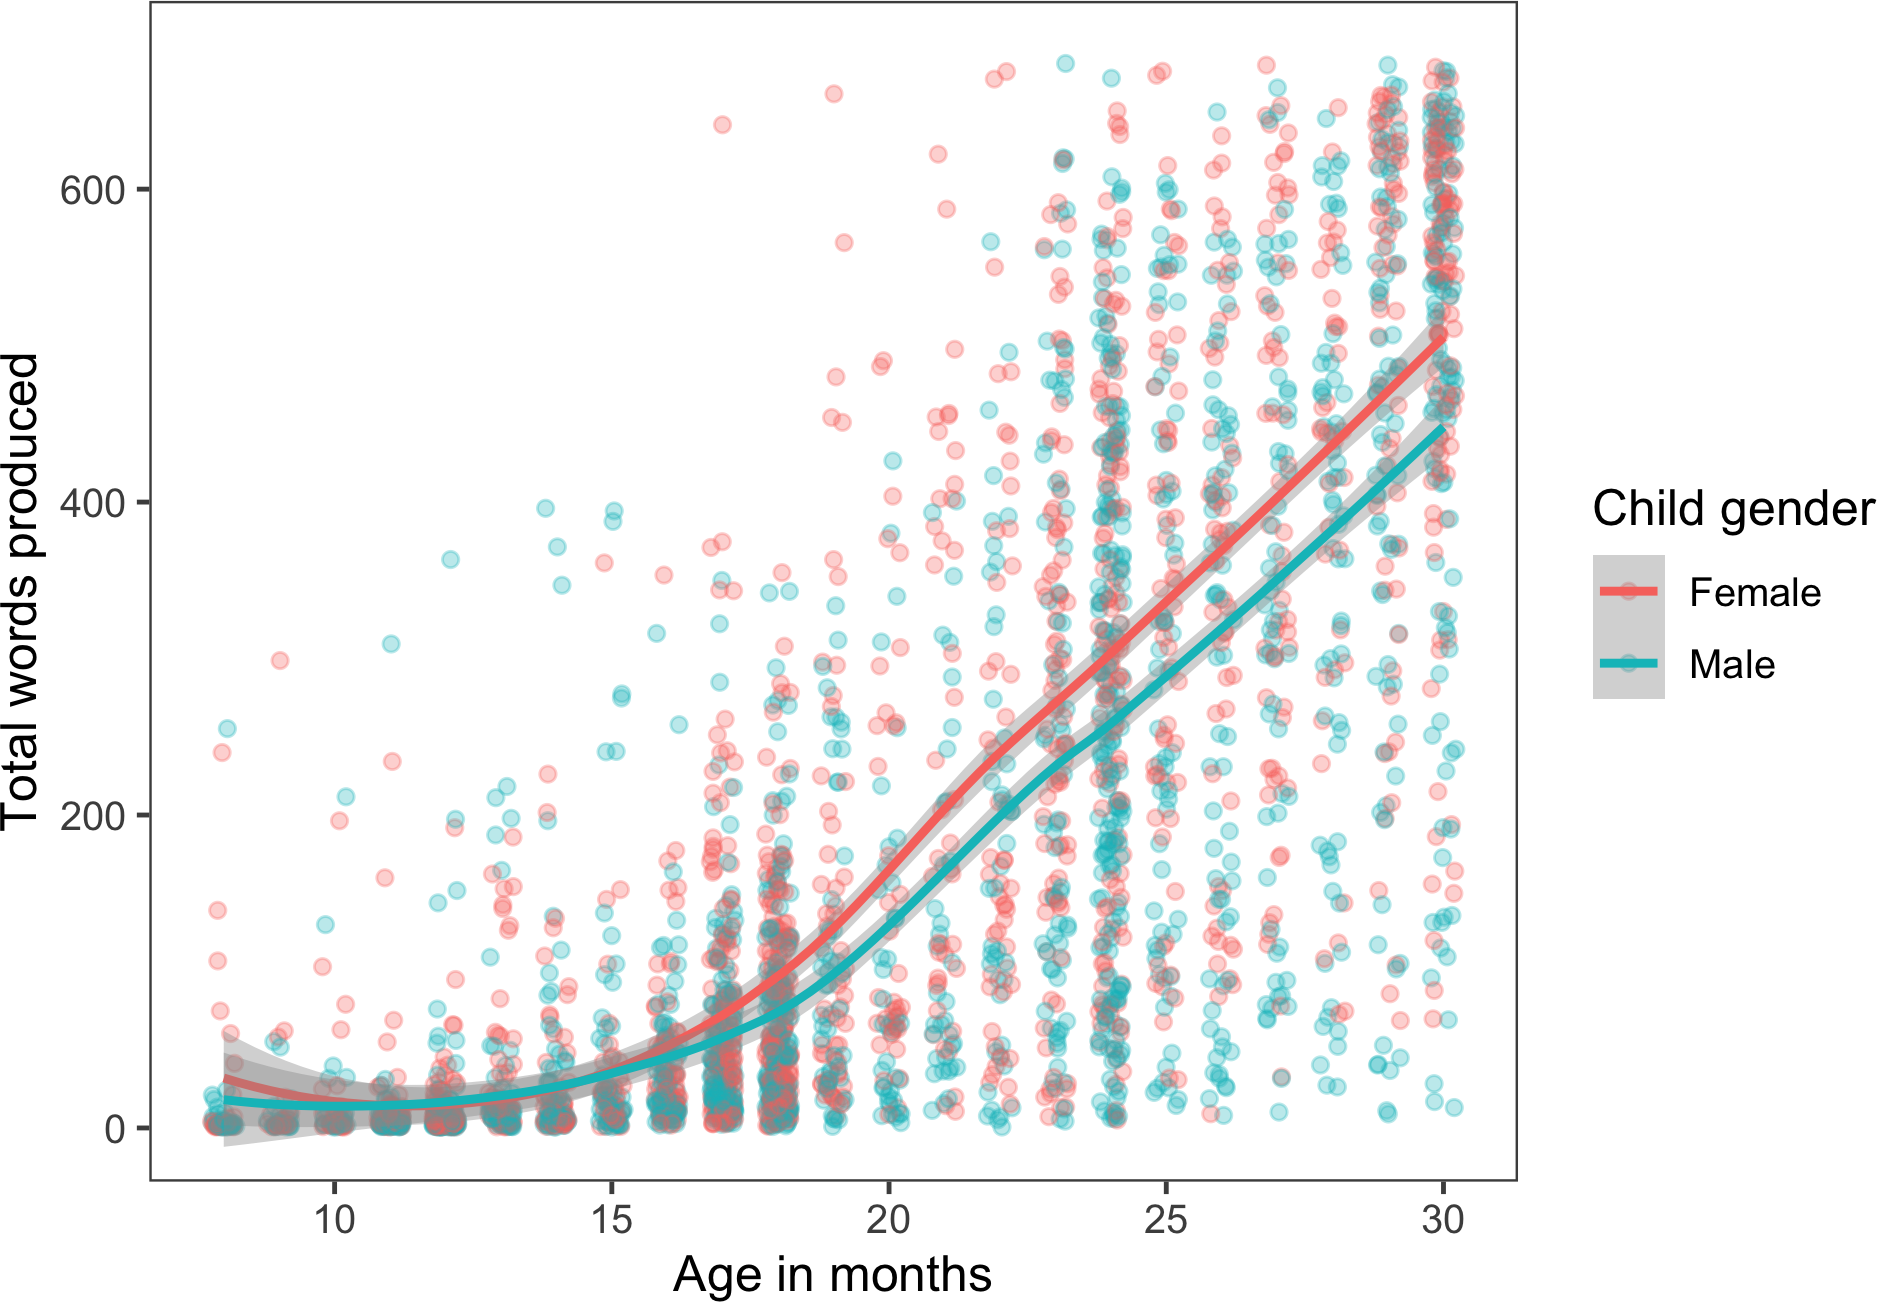 Total words produced
600
400
200
0
10 15 20 25 30
Age in months
Child gender
Female
Male